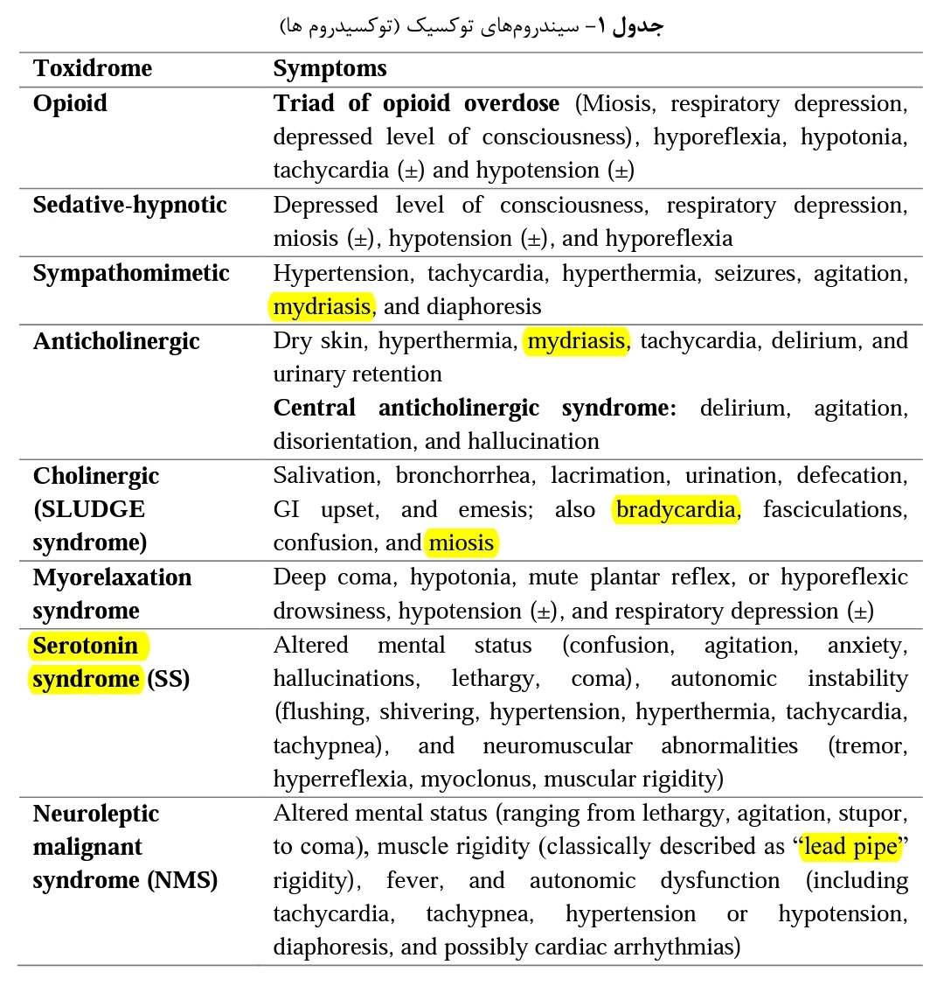 جدول ۱- سیندروم‌های توکسیک (توکسیدروم ها)
Toxidrome Symptoms
Opioid Triad of opioid overdose (Miosis, respiratory depression,
depressed level of consciousness), hyporeflexia, hypotonia,
tachycardia (±) and hypotension (±)
Sedative-hypnotic Depressed level of consciousness, respiratory depression,
miosis (±), hypotension (±), and hyporeflexia
Sympathomimetic Hypertension, tachycardia, hyperthermia, seizures, agitation,
mydriasis, and diaphoresis
Anticholinergic Dry skin, hyperthermia, mydriasis, tachycardia, delirium, and
urinary retention
Central anticholinergic syndrome: delirium, agitation,
disorientation, and hallucination
Cholinergic Salivation, bronchorrhea, lacrimation, urination, defecation,
(SLUDGE GI upset, and emesis; also bradycardia, fasciculations,
syndrome) confusion, and miosis
Myorelaxation Deep coma, hypotonia, mute plantar reflex, or hyporeflexic
syndrome drowsiness, hypotension (±), and respiratory depression (±)
Serotonin Altered mental status (confusion, agitation, anxiety,
syndrome (SS) hallucinations, lethargy, coma), autonomic instability
(flushing, shivering, hypertension, hyperthermia, tachycardia,
tachypnea), and neuromuscular abnormalities (tremor,
hyperreflexia, myoclonus, muscular rigidity)
Neuroleptic Altered mental status (ranging from lethargy, agitation, stupor,
malignant to coma), muscle rigidity (classically described as “lead pipe”
syndrome (NMS) rigidity), fever, and autonomic dysfunction (including
tachycardia, tachypnea, hypertension or hypotension,
diaphoresis, and possibly cardiac arrhythmias)